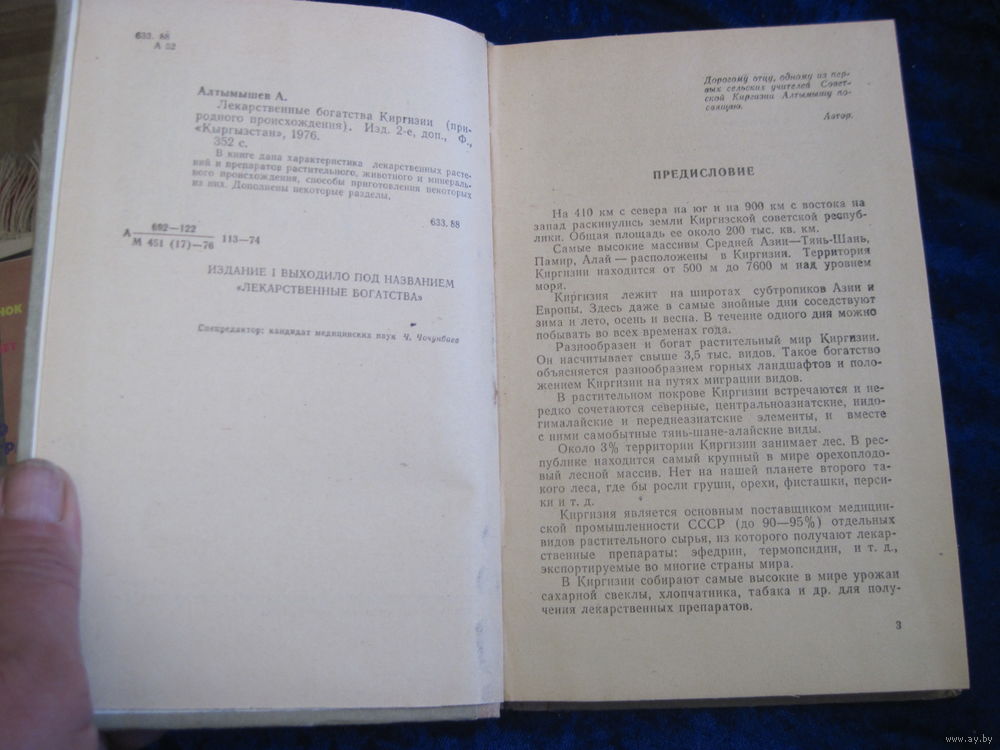 633. 88
А 52
Алтымышев А.
Лекарственные богатства Киргизии (при-
родного происхождения). Изд. 2-е, доп., Ф.,
«Кыргызстан», 1976.
352 с.
В книге дана характеристика лекарственных расте-
ний и препаратов растительного, животного и минераль-
ного происхождения, способы приготовления некоторых
из них. Дополнены некоторые разделы.
633. 88
А 602—122
М 451 (17)—76 113—74
ИЗДАНИЕ I ВЫХОДИЛО ПОД НАЗВАНИЕМ
«ЛЕКАРСТВЕННЫЕ БОГАТСТВА»
Спецредактор: кандидат медицинских наук Ч. Чочунбаев
Дорогому отцу, одному из пер-
вых сельских учителей Совет-
ской Киргизии Алтымышу по-
свящаю.
Автор.
ПРЕДИСЛОВИЕ
На 410 км с севера на юг и на 900 км с востока на
запад раскинулись земли Киргизской советской респуб-
лики. Общая площадь ее около 200 тыс. кв. км.
Самые высокие массивы Средней Азии—Тянь-Шань,
Памир, Алай — расположены в Киргизии. Территория
Киргизии находится от 500 м до 7600 м над уровнем
моря.
Киргизия лежит на широтах субтропиков Азии и
Европы. Здесь даже в самые знойные дни соседствуют
зима и лето, осень и весна. В течение одного дня можно
побывать во всех временах года.
Разнообразен и богат растительный мир Киргизии.
Он насчитывает свыше 3,5 тыс. видов. Такое богатство
объясняется разнообразием горных ландшафтов и поло-
жением Киргизии на путях миграции видов.
В растительном покрове Киргизии встречаются и не-
редко сочетаются северные, центральноазиатские, индо-
гималайские и переднеазиатские элементы, и вместе
с ними самобытные тянь-шане-алайские виды.
Около 3% территории Киргизии занимает лес. В рес-
публике находится самый крупный в мире орехоплодо-
вый лесной массив. Нет на нашей планете второго та-
кого леса, где бы росли груши, орехи, фисташки, перси-
ки и т. д.
Киргизия является основным поставщиком медицин-
ской промышленности СССР (до 90—95%) отдельных
видов растительного сырья, из которого получают лекар-
ственные препараты: эфедрин, термопсидин, и т. д.,
экспортируемые во многие страны мира.
В Киргизии собирают самые высокие в мире урожаи
сахарной свеклы, хлопчатника, табака и др. для полу-
чения лекарственных препаратов.
3
www.ay.by